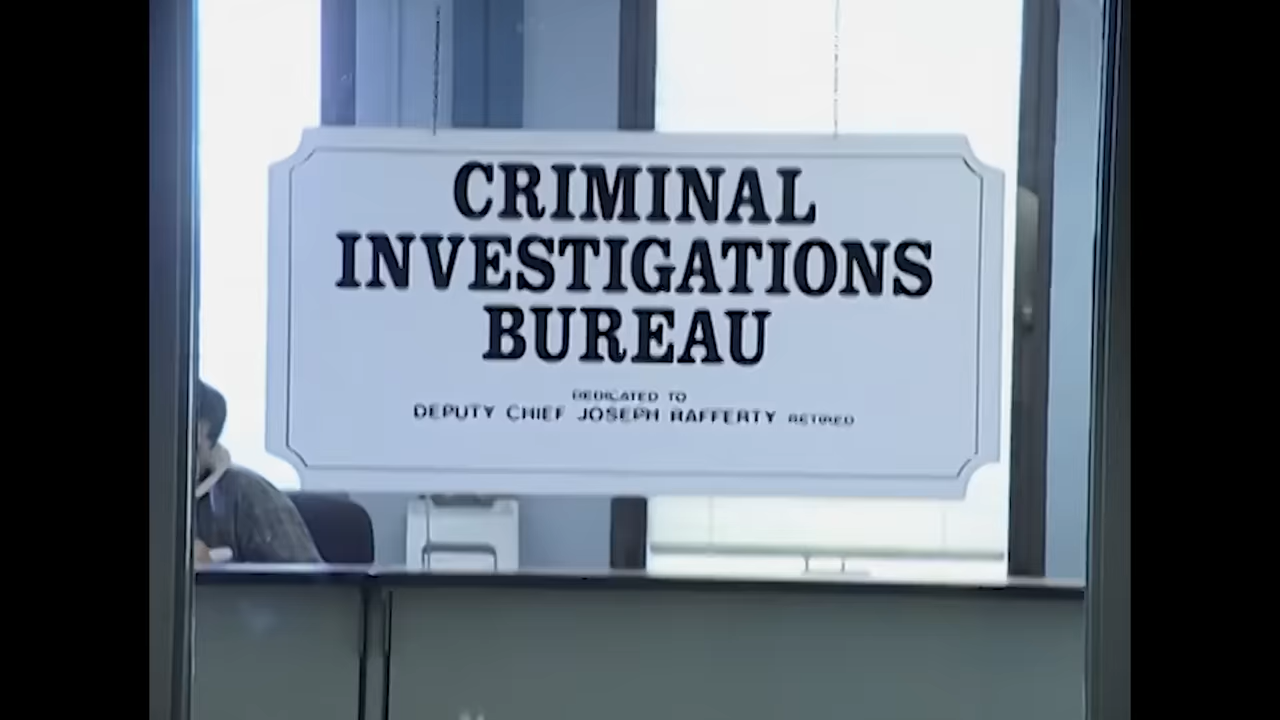 CRIMINAL
INVESTIGATIONS
BUREAU
DEDICATED TO
DEPUTY CHIEF JOSEPH RAFFERTY RETIRED